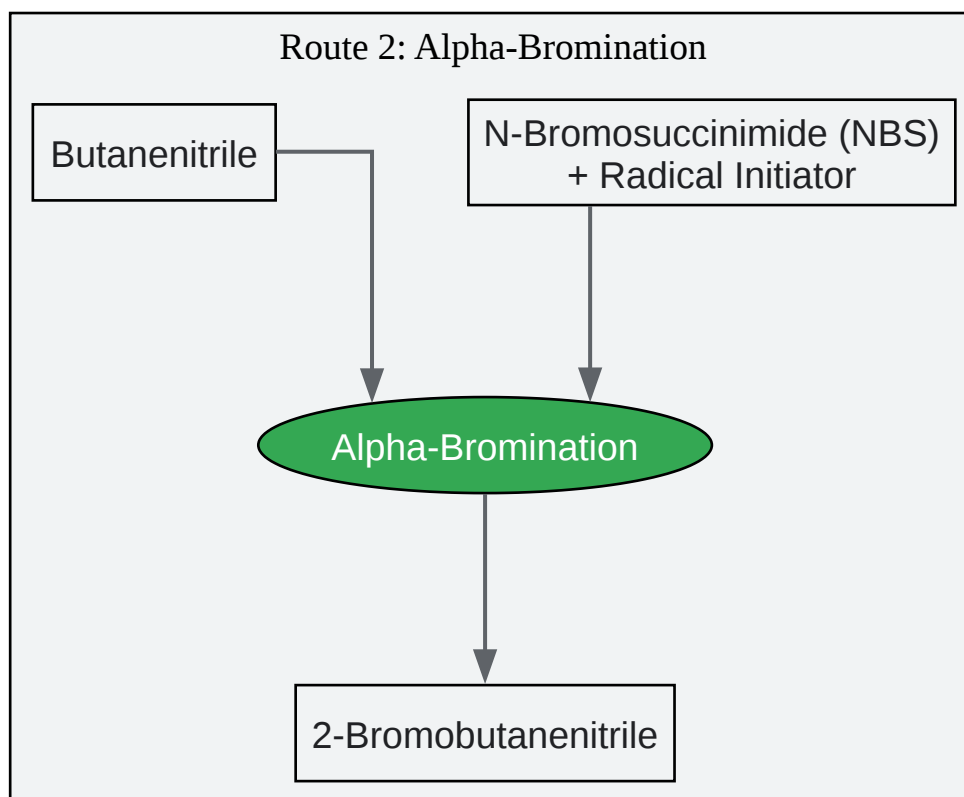 Route 2: Alpha-Bromination
Butanenitrile
N-Bromosuccinimide (NBS)
+ Radical Initiator
Alpha-Bromination
2-Bromobutanenitrile